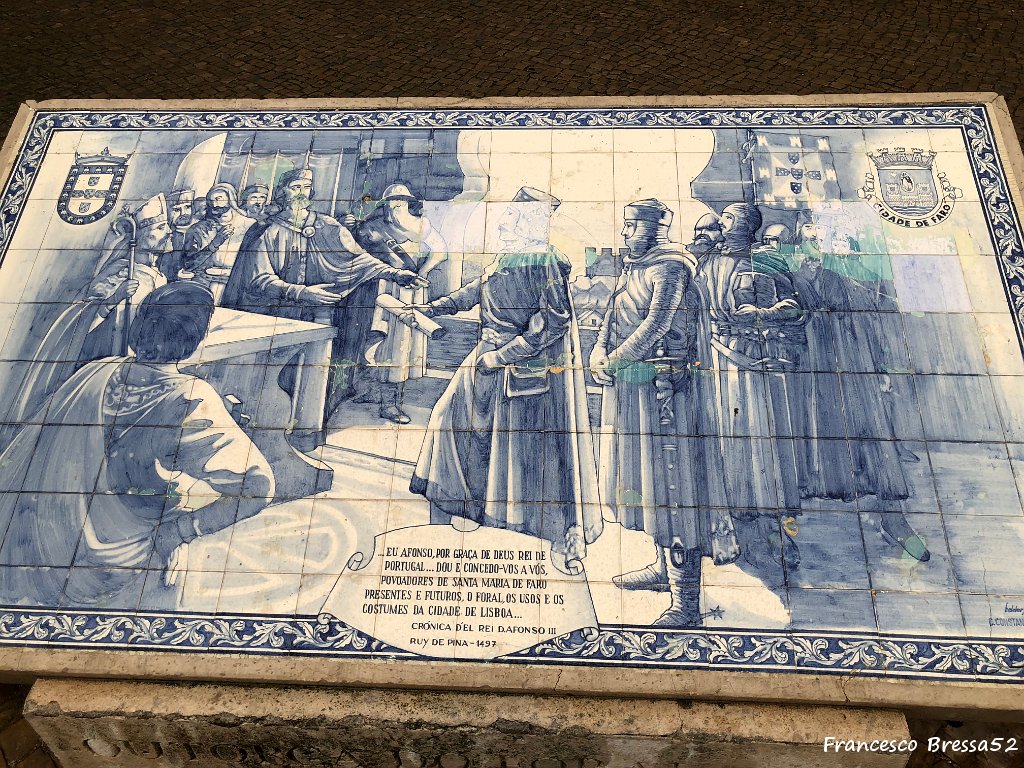 CIDADE DE FARO
...EU AFONSO, POR GRAÇA DE DEUS REI DE
PORTUGAL... DOU E CONCEDO-VOS A VÓS,
POVOADORES DE SANTA MARIA DE FARO
PRESENTES E FUTUROS, O FORAL, OS USOS E OS
COSTUMES DA CIDADE DE LISBOA...
CRÓNICA D'EL REI D. AFONSO III
RUY DE PINA - 1497
Francesco Bressa52